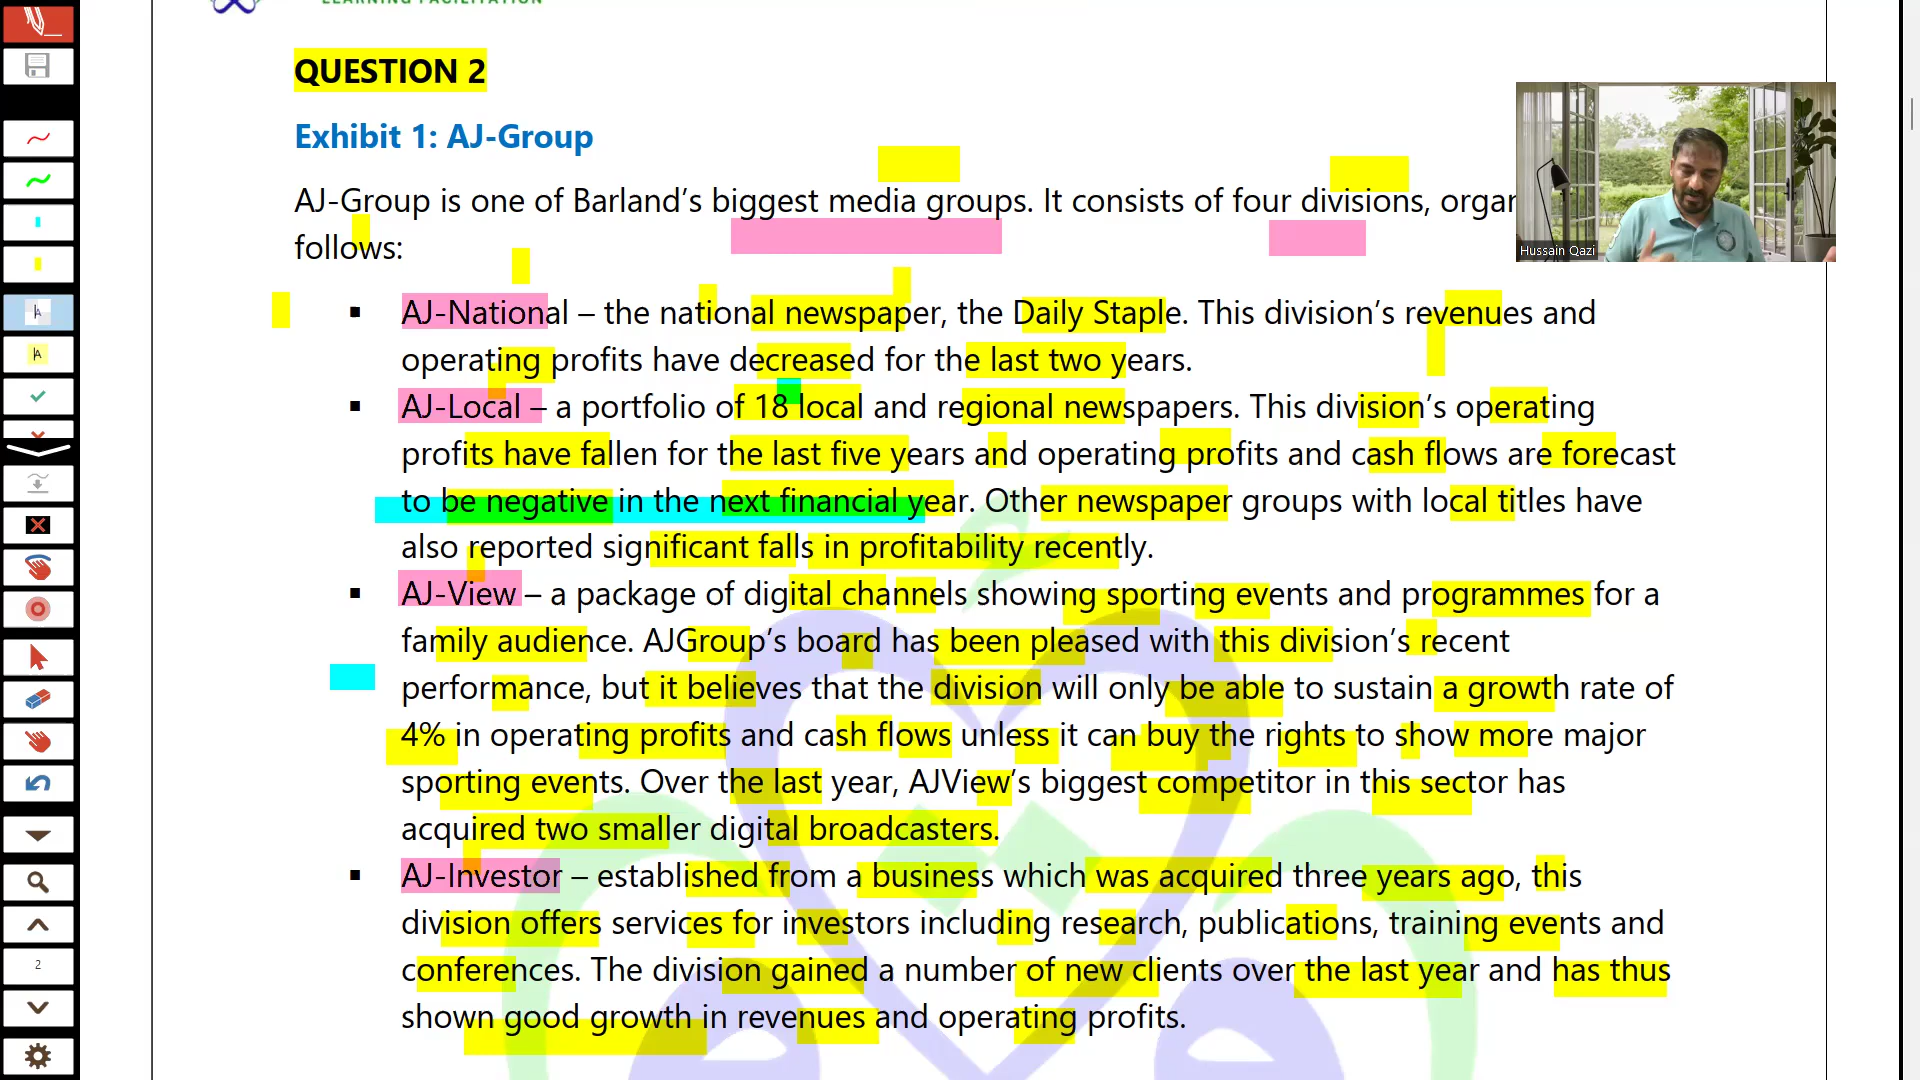 LEARNING FACILITATION
QUESTION 2
Exhibit 1: AJ-Group
AJ-Group is one of Barland’s biggest media groups. It consists of four divisions, organ
follows:
Hussain Qazi
▪ AJ-National – the national newspaper, the Daily Staple. This division’s revenues and
operating profits have decreased for the last two years.
▪ AJ-Local – a portfolio of 18 local and regional newspapers. This division’s operating
profits have fallen for the last five years and operating profits and cash flows are forecast
to be negative in the next financial year. Other newspaper groups with local titles have
also reported significant falls in profitability recently.
▪ AJ-View – a package of digital channels showing sporting events and programmes for a
family audience. AJGroup’s board has been pleased with this division’s recent
performance, but it believes that the division will only be able to sustain a growth rate of
4% in operating profits and cash flows unless it can buy the rights to show more major
sporting events. Over the last year, AJView’s biggest competitor in this sector has
acquired two smaller digital broadcasters.
▪ AJ-Investor – established from a business which was acquired three years ago, this
division offers services for investors including research, publications, training events and
conferences. The division gained a number of new clients over the last year and has thus
shown good growth in revenues and operating profits.
A
A
2